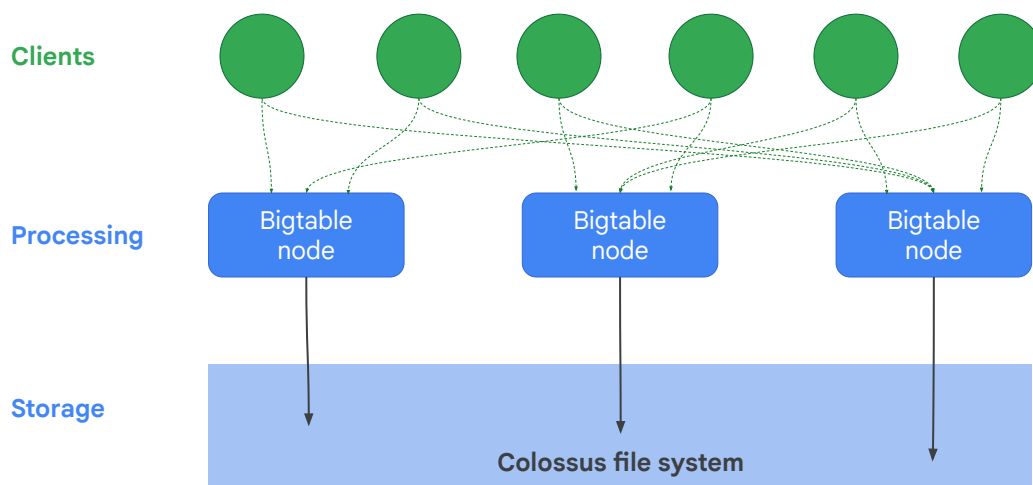 Clients
Processing
Bigtable
node
Bigtable
node
Bigtable
node
Storage
Colossus file system